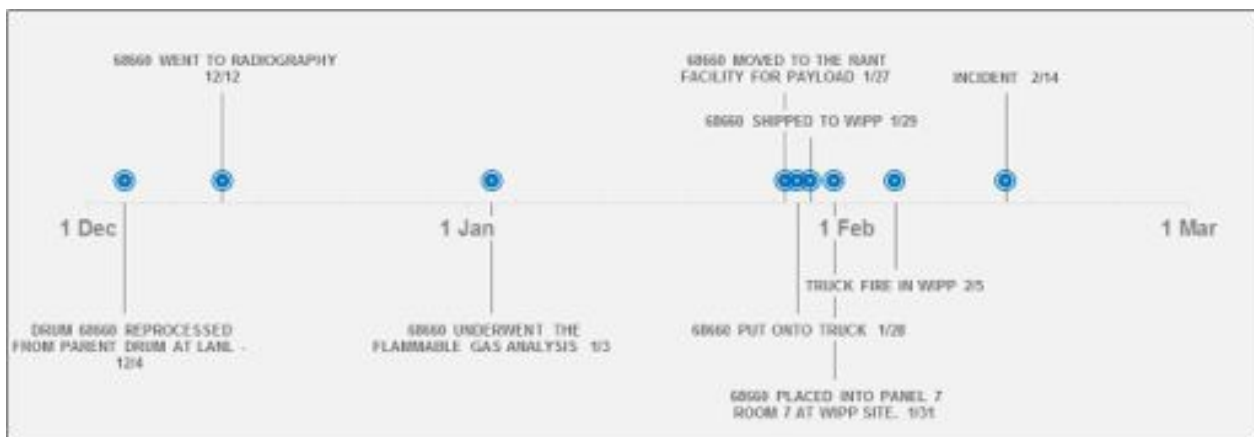 68660 WENT TO RADIOGRAPHY
12/12
68660 MOVED TO THE RANT
FACILITY FOR PAYLOAD 1/27
INCIDENT 2/14
68660 SHIPPED TO WIPP 1/29
1 Dec
1 Jan
1 Feb
1 Mar
TRUCK FIRE IN WIPP 2/5
DRUM 68660 REPROCESSED
FROM PARENT DRUM AT LANL -
12/4
68660 UNDERWENT THE
FLAMMABLE GAS ANALYSIS 1/3
68660 PUT ONTO TRUCK 1/28
68660 PLACED INTO PANEL 7
ROOM 7 AT WIPP SITE. 1/31